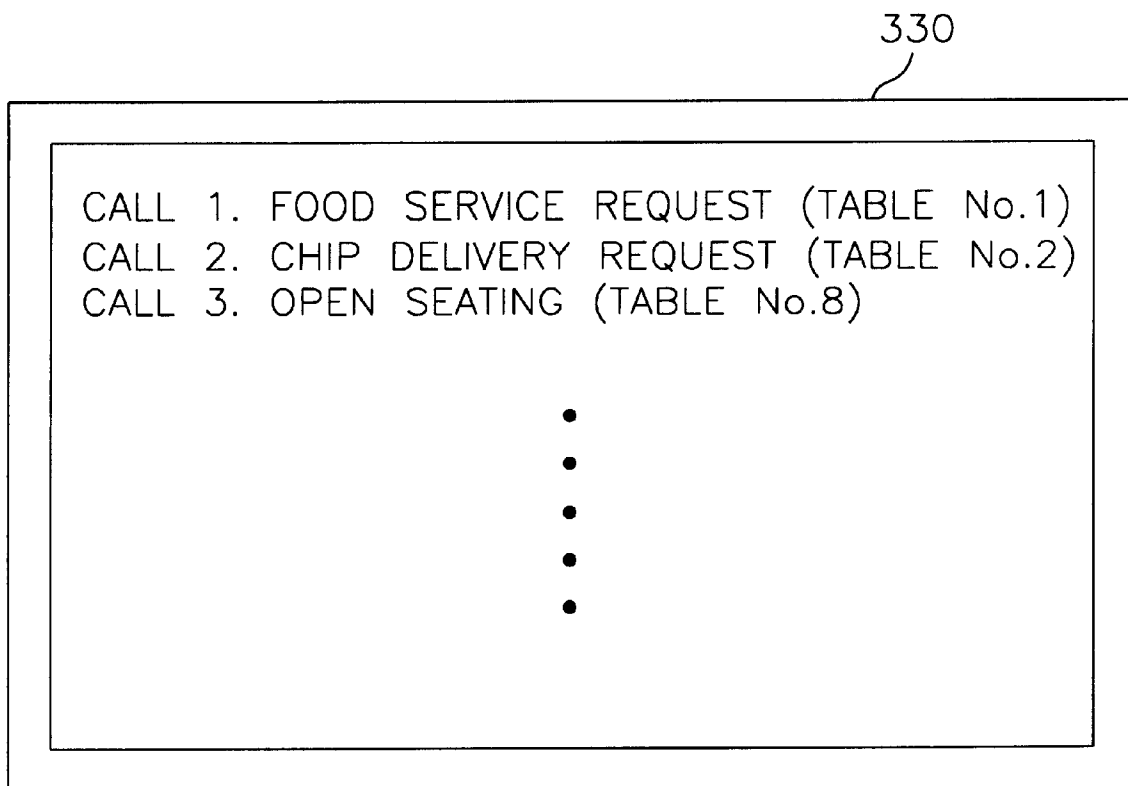 330
CALL 1. FOOD SERVICE REQUEST (TABLE No.1)
CALL 2. CHIP DELIVERY REQUEST (TABLE No.2)
CALL 3. OPEN SEATING (TABLE No.8)